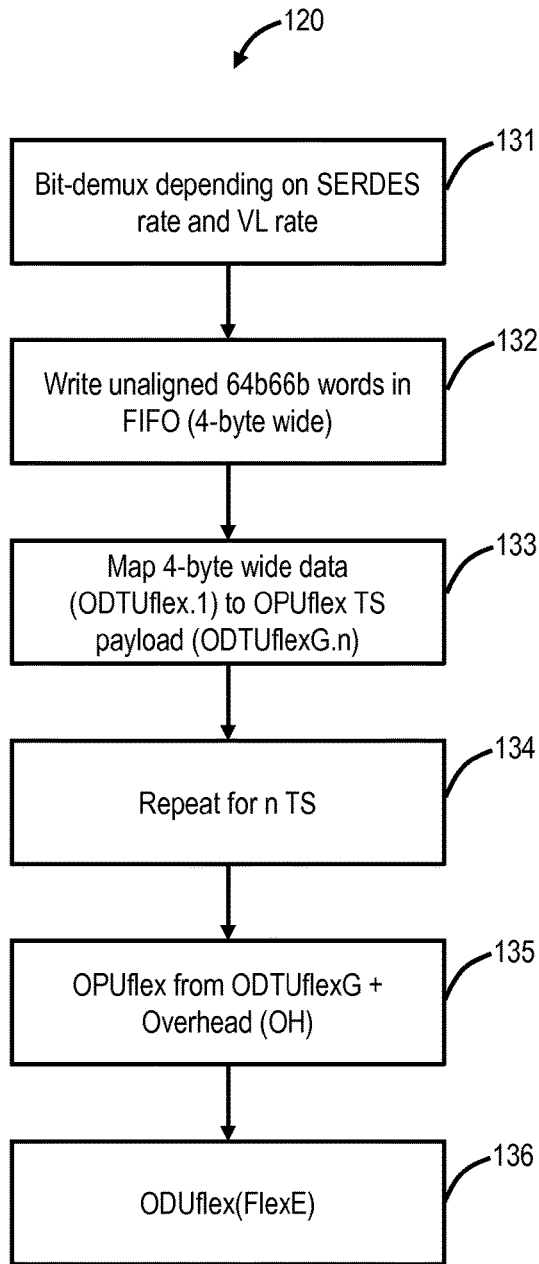 120
131
Bit-demux depending on SERDES
rate and VL rate
132
Write unaligned 64b66b words in
FIFO (4-byte wide)
133
Map 4-byte wide data
(ODTUflex.1) to OPUflex TS
payload (ODTUflexG.n)
134
Repeat for n TS
135
OPUflex from ODTUflexG +
Overhead (OH)
136
ODUflex(FlexE)